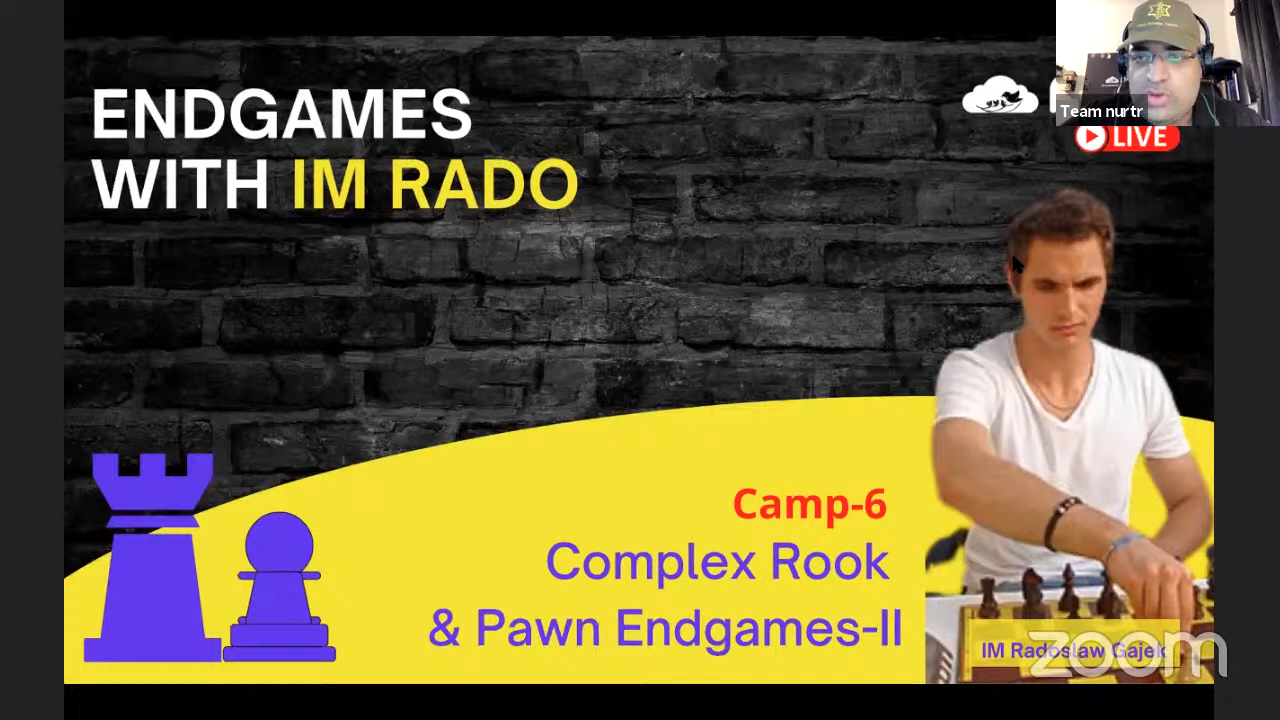 ENDGAMES
WITH IM RADO
Team nurtr
LIVE
Camp-6
Complex Rook
& Pawn Endgames-II
IM Radoslaw Gajek
zoom